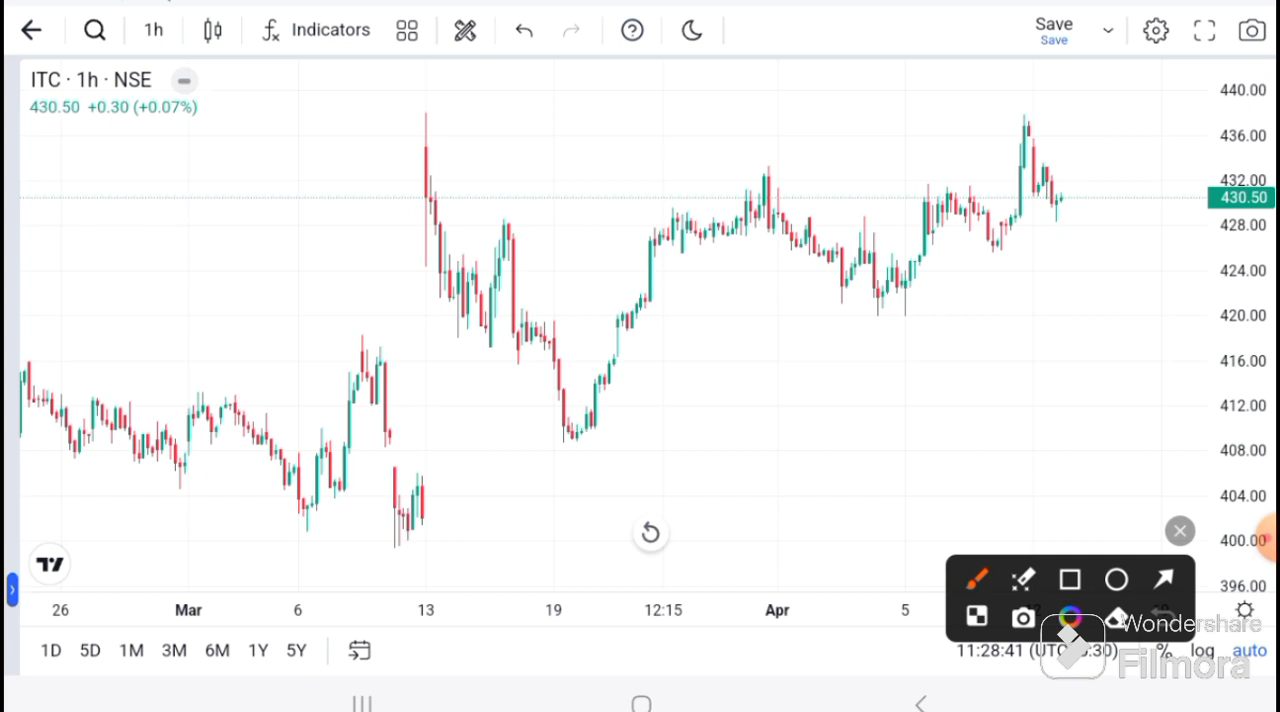 1h Indicators Save
Save
ITC · 1h · NSE
430.50 +0.30 (+0.07%)
440.00
436.00
432.00
430.50
428.00
424.00
420.00
416.00
412.00
408.00
404.00
400.00
396.00
26 Mar 6 13 19 12:15 Apr 5
1D 5D 1M 3M 6M 1Y 5Y
11:28:41 (UTC % log auto
Wondershare
Filmora